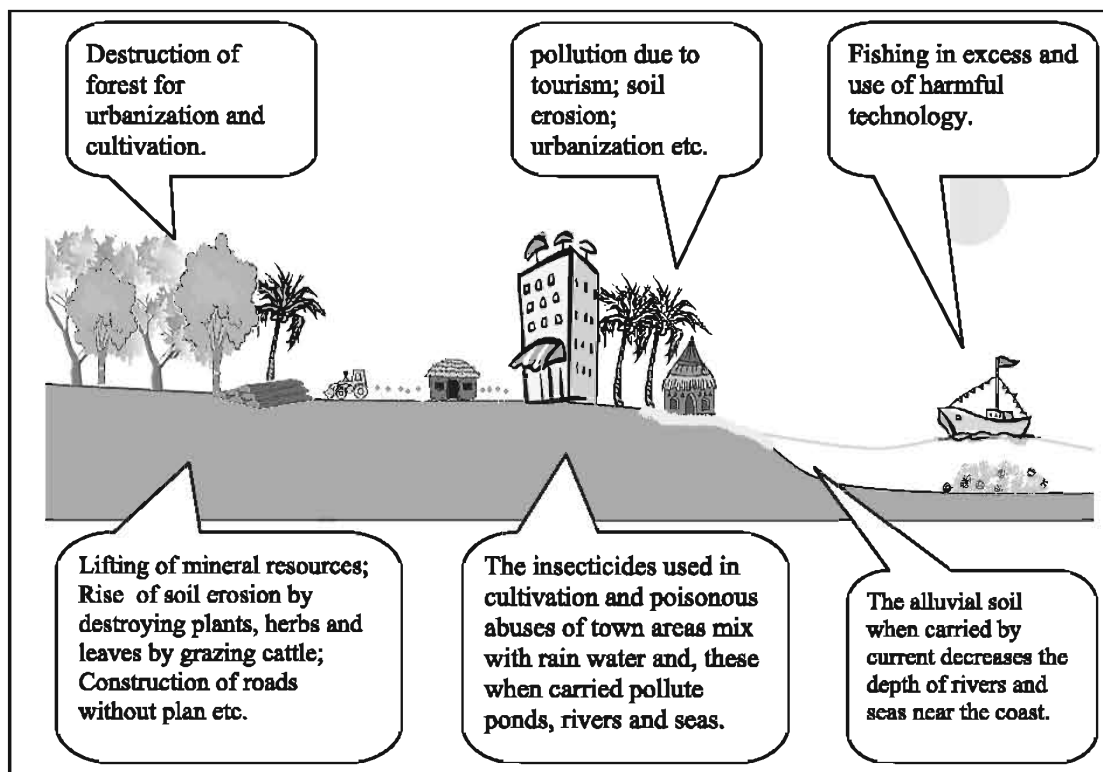 Destruction of
forest for
urbanization and
cultivation.
pollution due to
tourism; soil
erosion;
urbanization etc.
Fishing in excess and
use of harmful
technology.
Lifting of mineral resources;
Rise of soil erosion by
destroying plants, herbs and
leaves by grazing cattle;
Construction of roads
without plan etc.
The insecticides used in
cultivation and poisonous
abuses of town areas mix
with rain water and, these
when carried pollute
ponds, rivers and seas.
The alluvial soil
when carried by
current decreases the
depth of rivers and
seas near the coast.